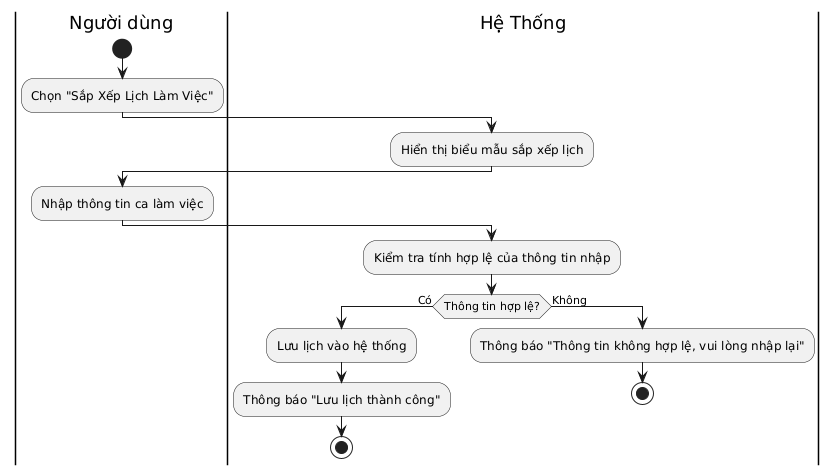 Người dùng
Hệ Thống
Chọn "Sắp Xếp Lịch Làm Việc"
Hiển thị biểu mẫu sắp xếp lịch
Nhập thông tin ca làm việc
Kiểm tra tính hợp lệ của thông tin nhập
Có
Thông tin hợp lệ?
Không
Lưu lịch vào hệ thống
Thông báo "Thông tin không hợp lệ, vui lòng nhập lại"
Thông báo "Lưu lịch thành công"